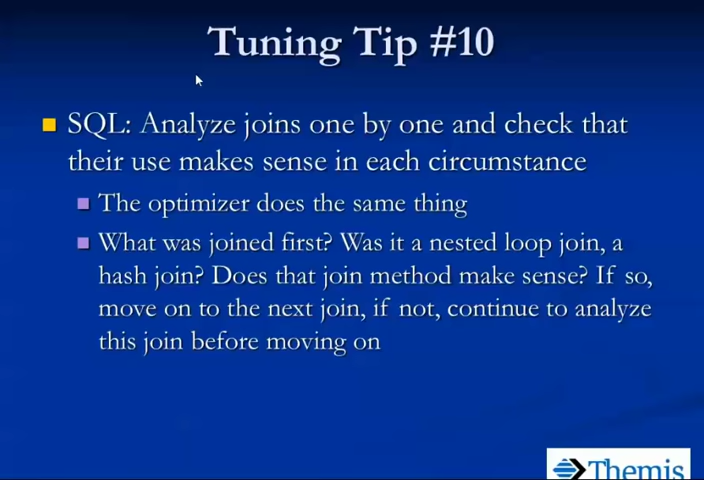 Tuning Tip #10
SQL: Analyze joins one by one and check that
their use makes sense in each circumstance
The optimizer does the same thing
What was joined first? Was it a nested loop join, a
hash join? Does that join method make sense? If so,
move on to the next join, if not, continue to analyze
this join before moving on
Themis